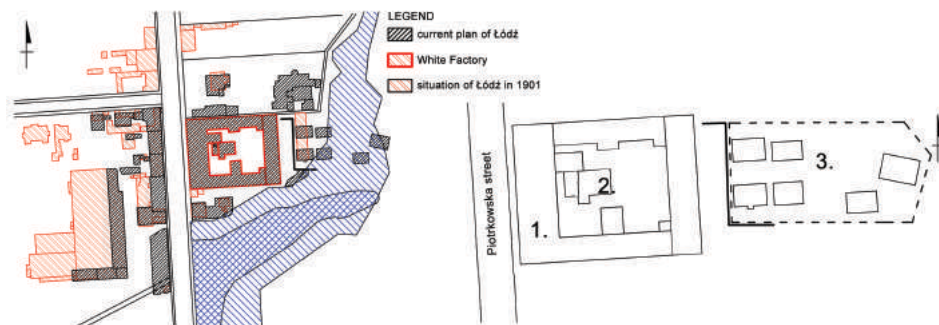 LEGEND
current plan of Łódź
White Factory
situation of Łódź in 1901
Piotrkowska street
1.
2.
3.